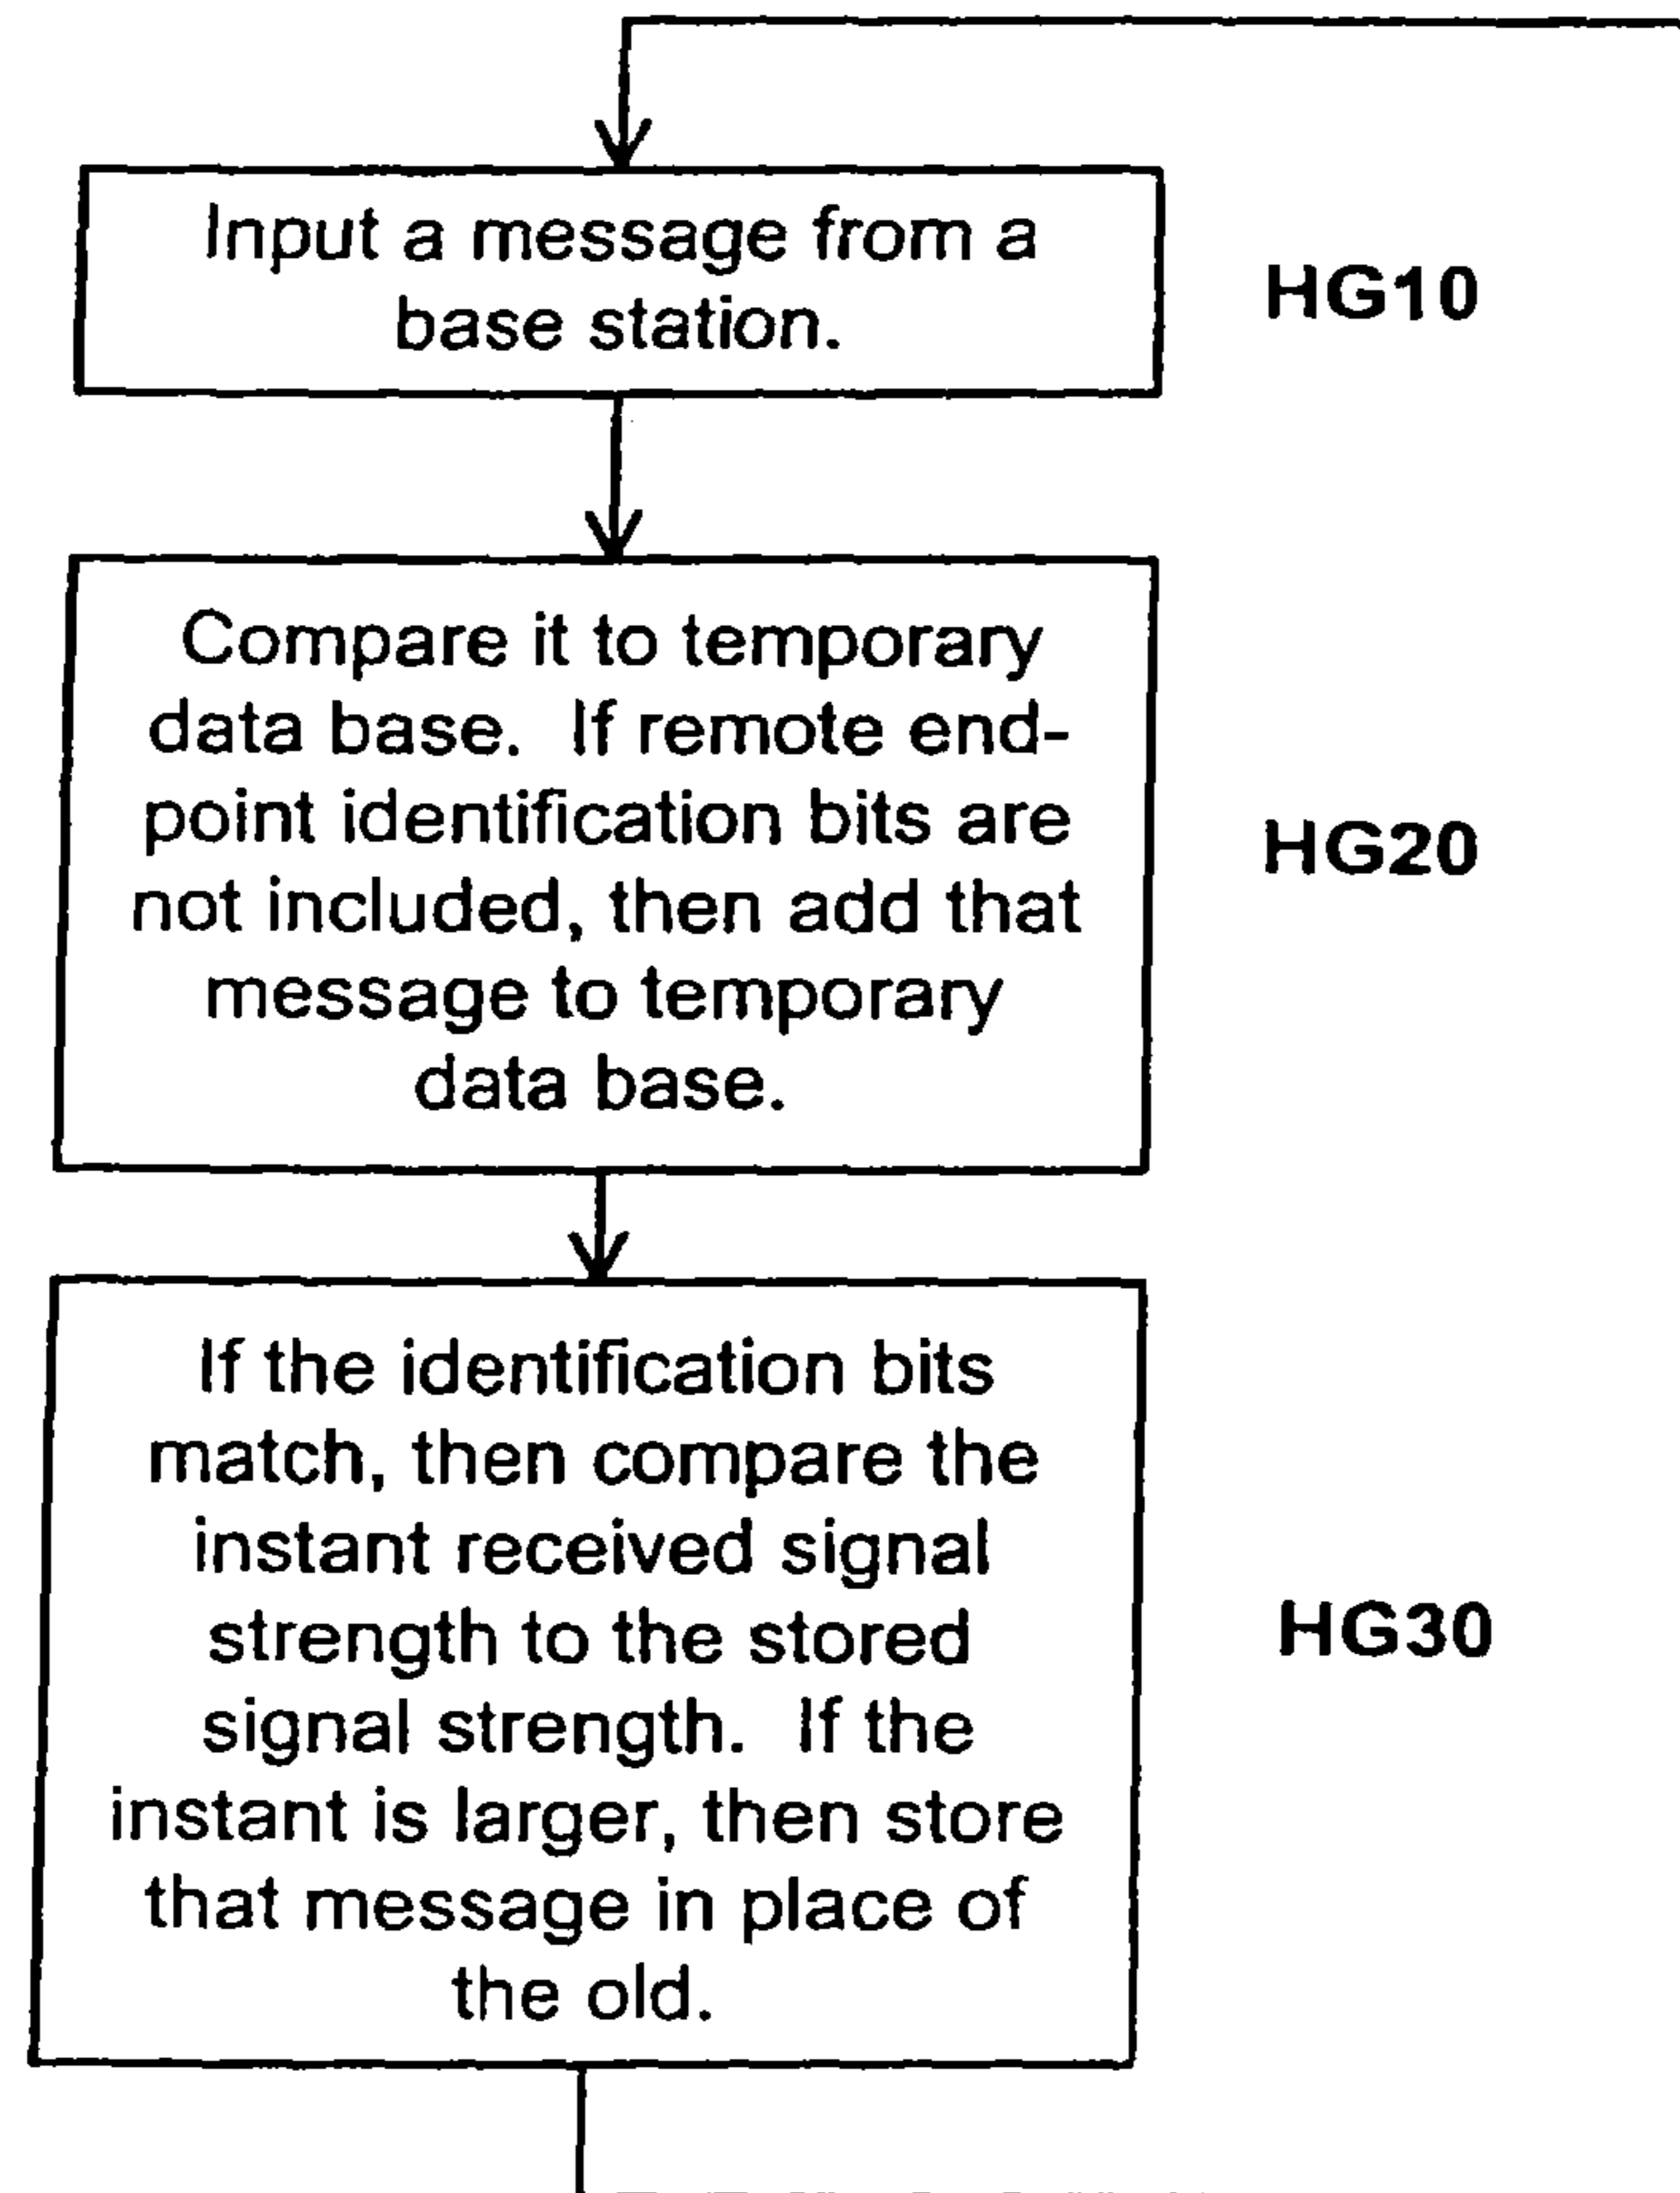 Input a message from a
base station.
HG10
Compare it to temporary
data base. If remote end-
point identification bits are
not included, then add that
message to temporary
data base.
HG20
If the identification bits
match, then compare the
instant received signal
strength to the stored
signal strength. If the
instant is larger, then store
that message in place of
the old.
HG30